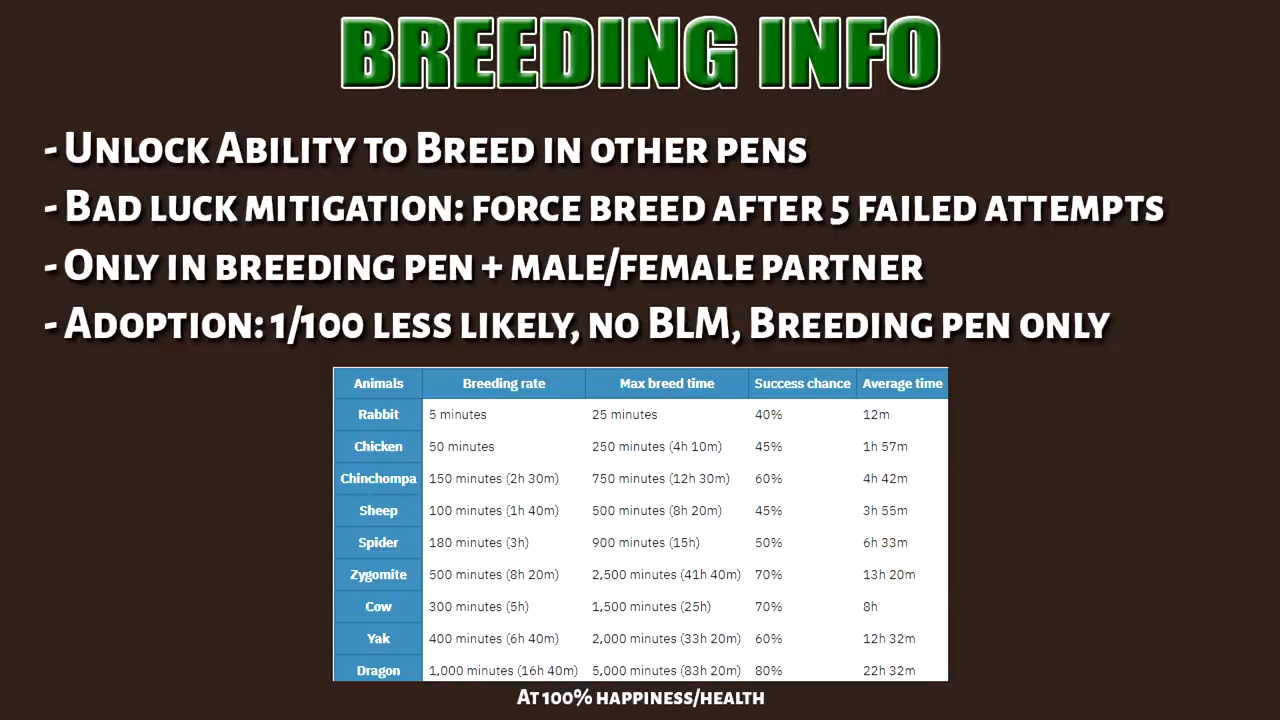 BREEDING INFO
- Unlock Ability to Breed in other pens
- Bad luck mitigation: force breed after 5 failed attempts
- Only in breeding pen + male/female partner
- Adoption: 1/100 less likely, no BLM, Breeding pen only
Animals Breeding rate Max breed time Success chance Average time
Rabbit 5 minutes 25 minutes 40% 12m
Chicken 50 minutes 250 minutes (4h 10m) 45% 1h 57m
Chinchompa 150 minutes (2h 30m) 750 minutes (12h 30m) 60% 4h 42m
Sheep 100 minutes (1h 40m) 500 minutes (8h 20m) 45% 3h 55m
Spider 180 minutes (3h) 900 minutes (15h) 50% 6h 33m
Zygomite 500 minutes (8h 20m) 2,500 minutes (41h 40m) 70% 13h 20m
Cow 300 minutes (5h) 1,500 minutes (25h) 70% 8h
Yak 400 minutes (6h 40m) 2,000 minutes (33h 20m) 60% 12h 32m
Dragon 1,000 minutes (16h 40m) 5,000 minutes (83h 20m) 80% 22h 32m
At 100% happiness/health